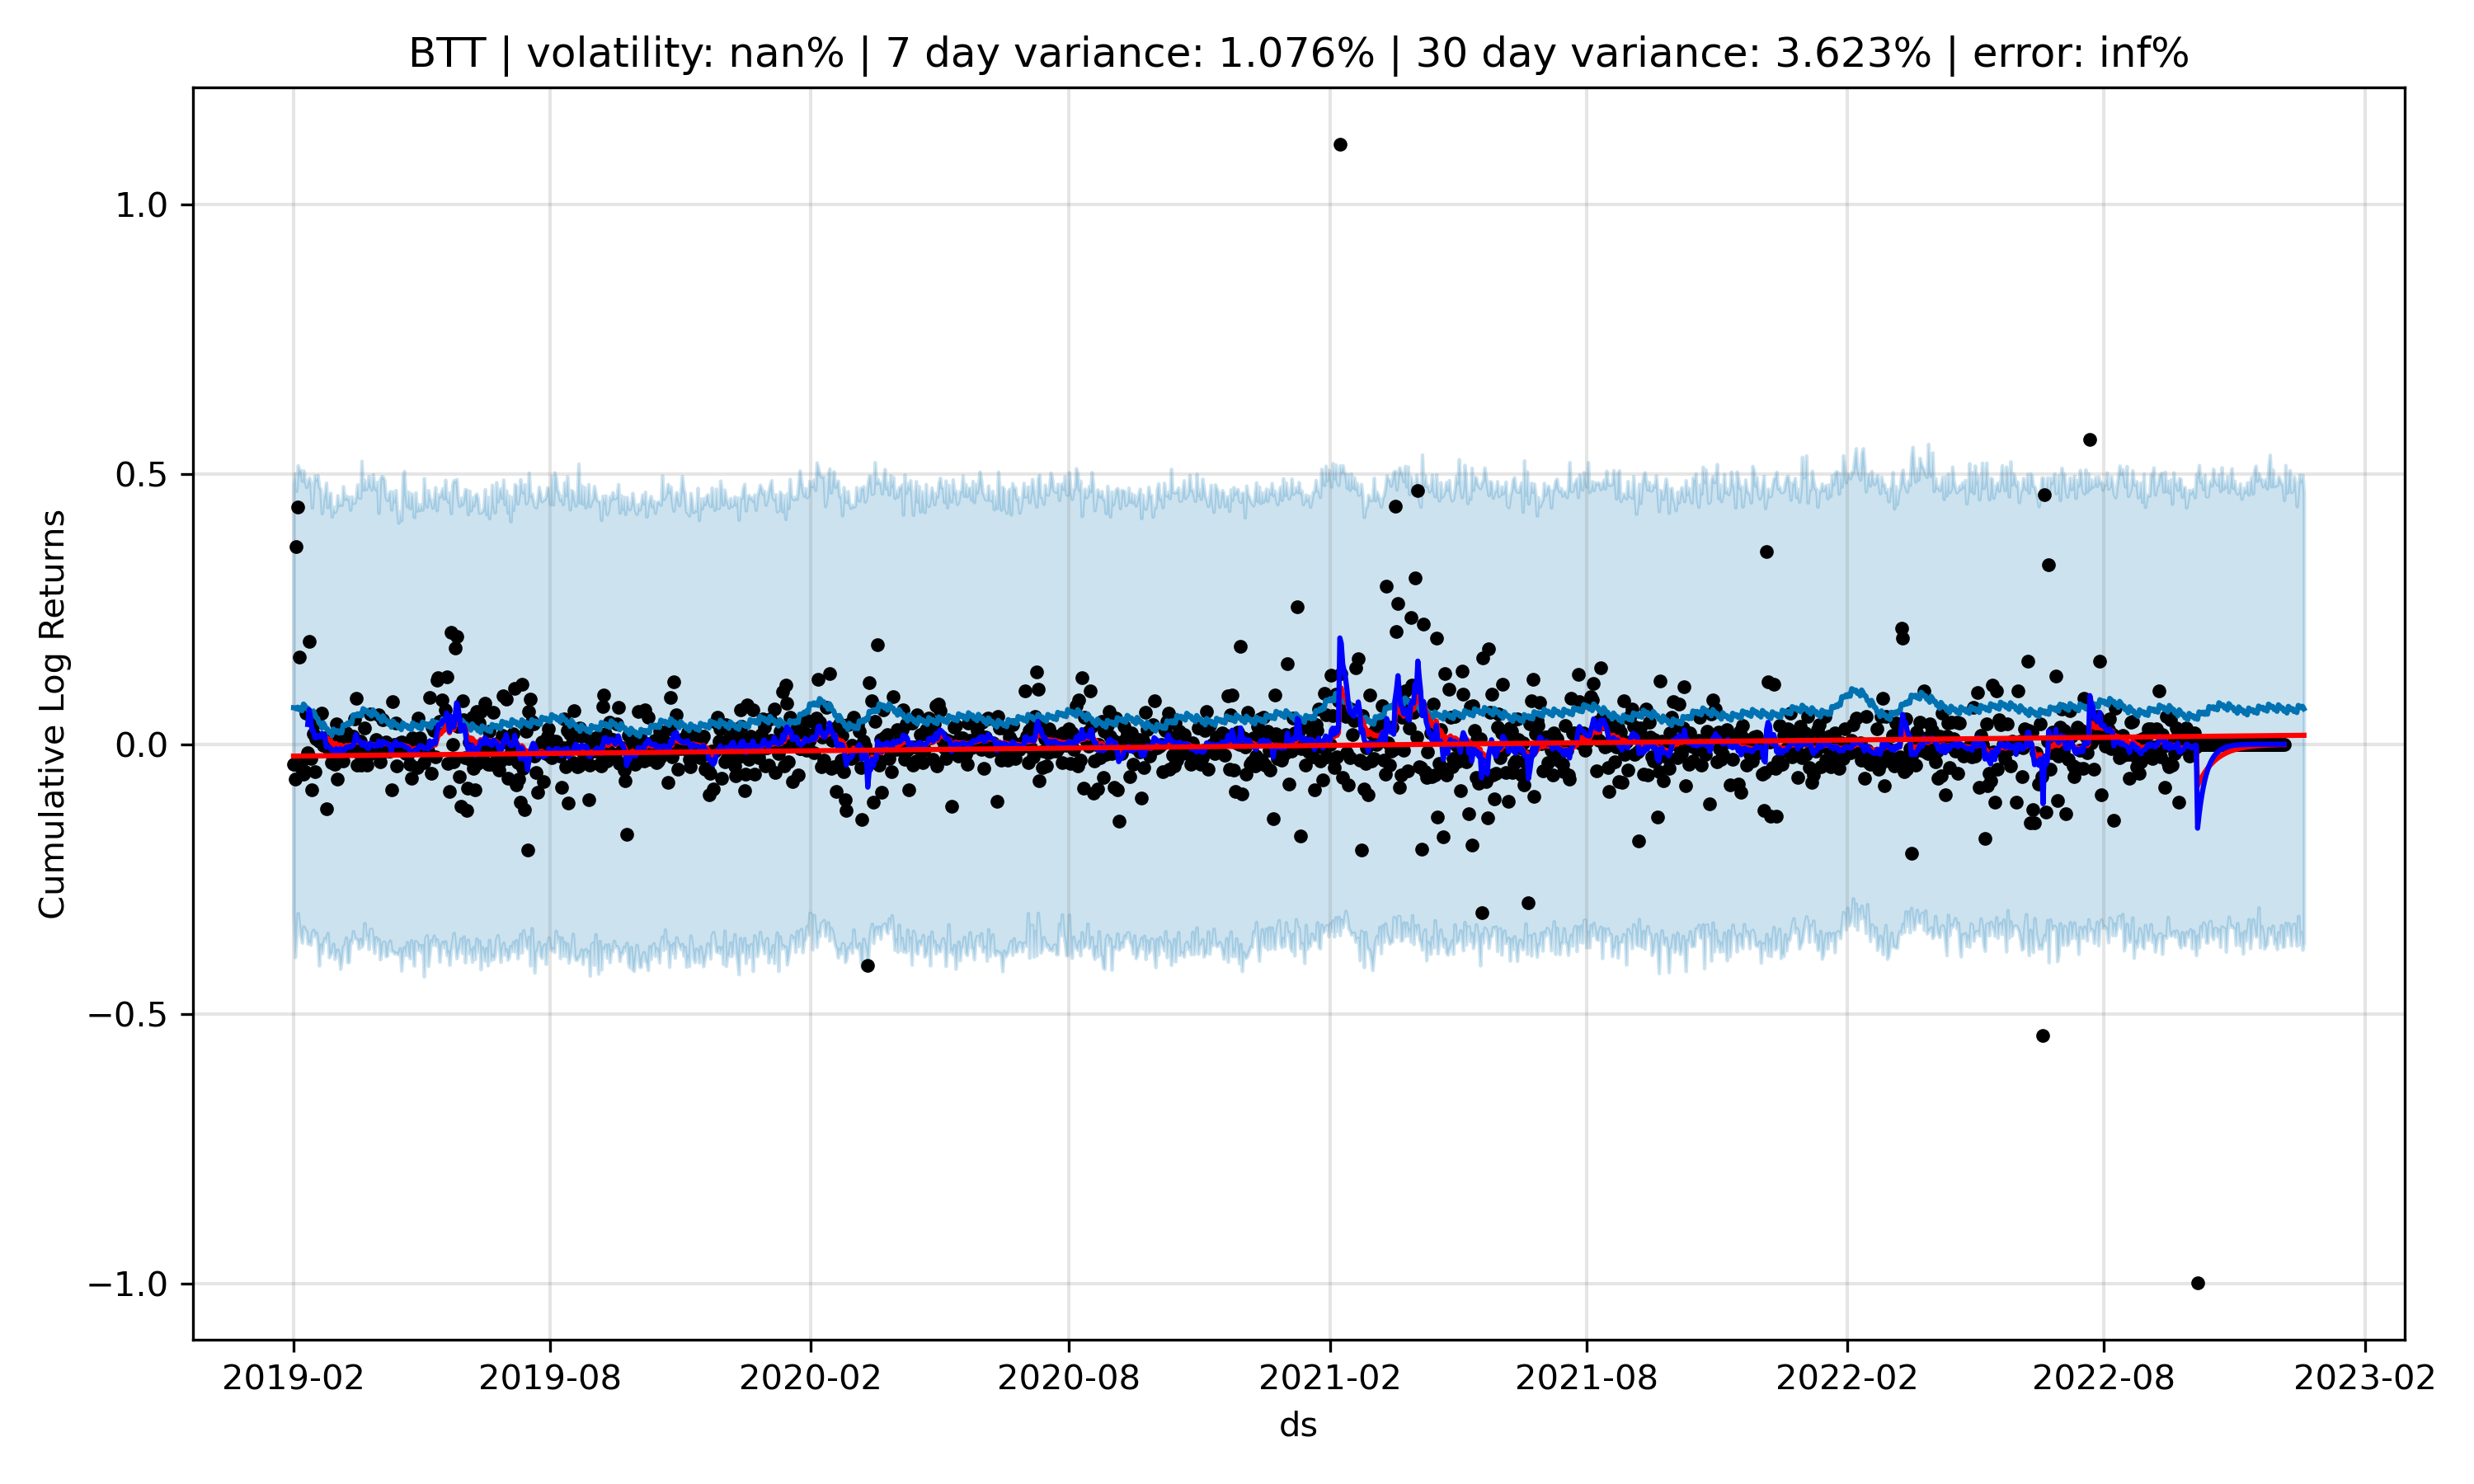 BTT | volatility: nan% | 7 day variance: 1.076% | 30 day variance: 3.623% | error: inf%
Cumulative Log Returns
1.0
0.5
0.0
−0.5
−1.0
2019-02 2019-08 2020-02 2020-08 2021-02 2021-08 2022-02 2022-08 2023-02
ds